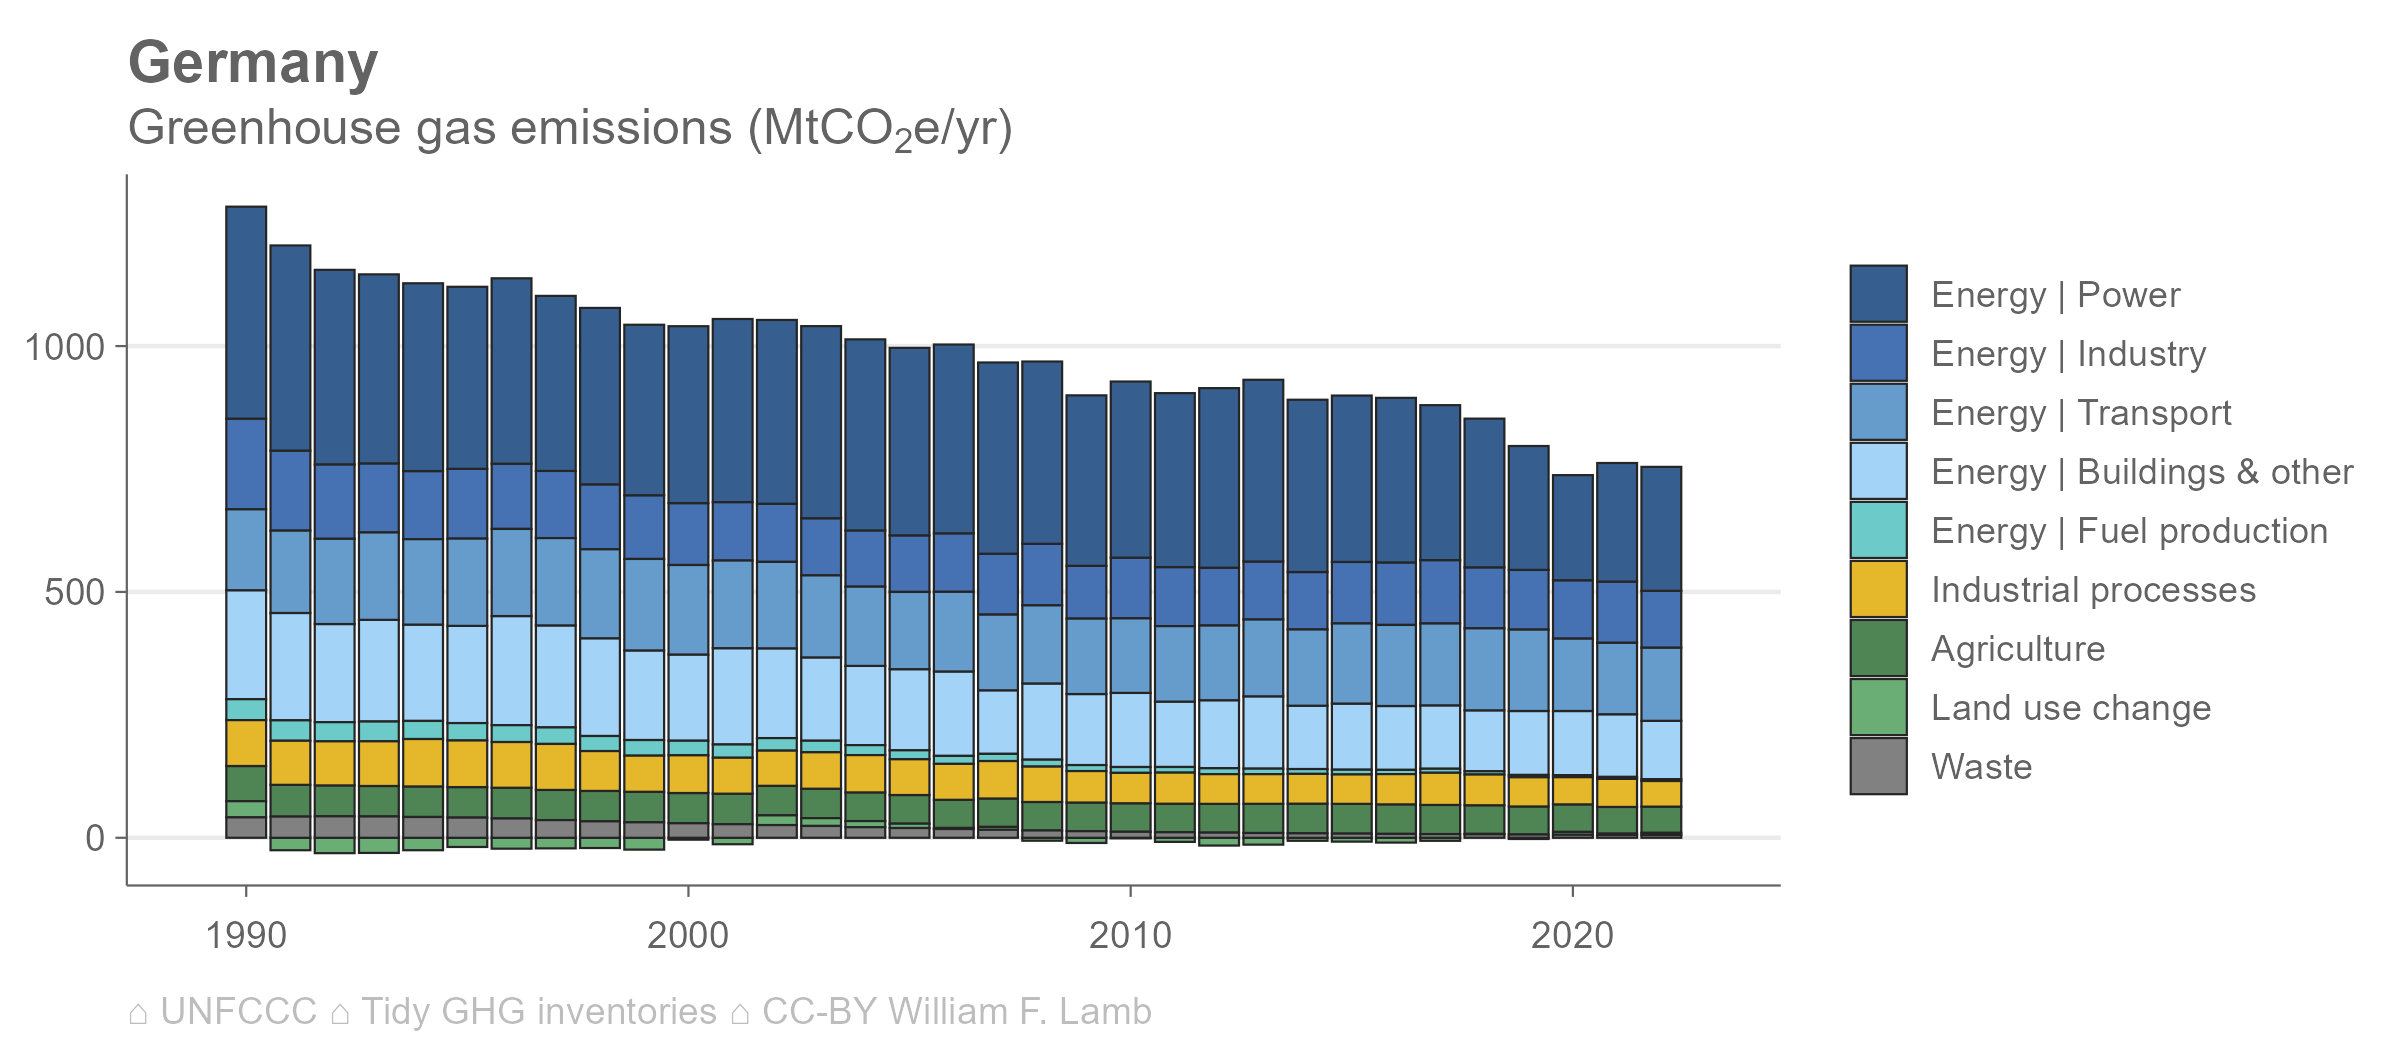 Germany
Greenhouse gas emissions (MtCO₂e/yr)
1000
500
0
1990 2000 2010 2020
Energy | Power
Energy | Industry
Energy | Transport
Energy | Buildings & other
Energy | Fuel production
Industrial processes
Agriculture
Land use change
Waste
⌂ UNFCCC ⌂ Tidy GHG inventories ⌂ CC-BY William F. Lamb